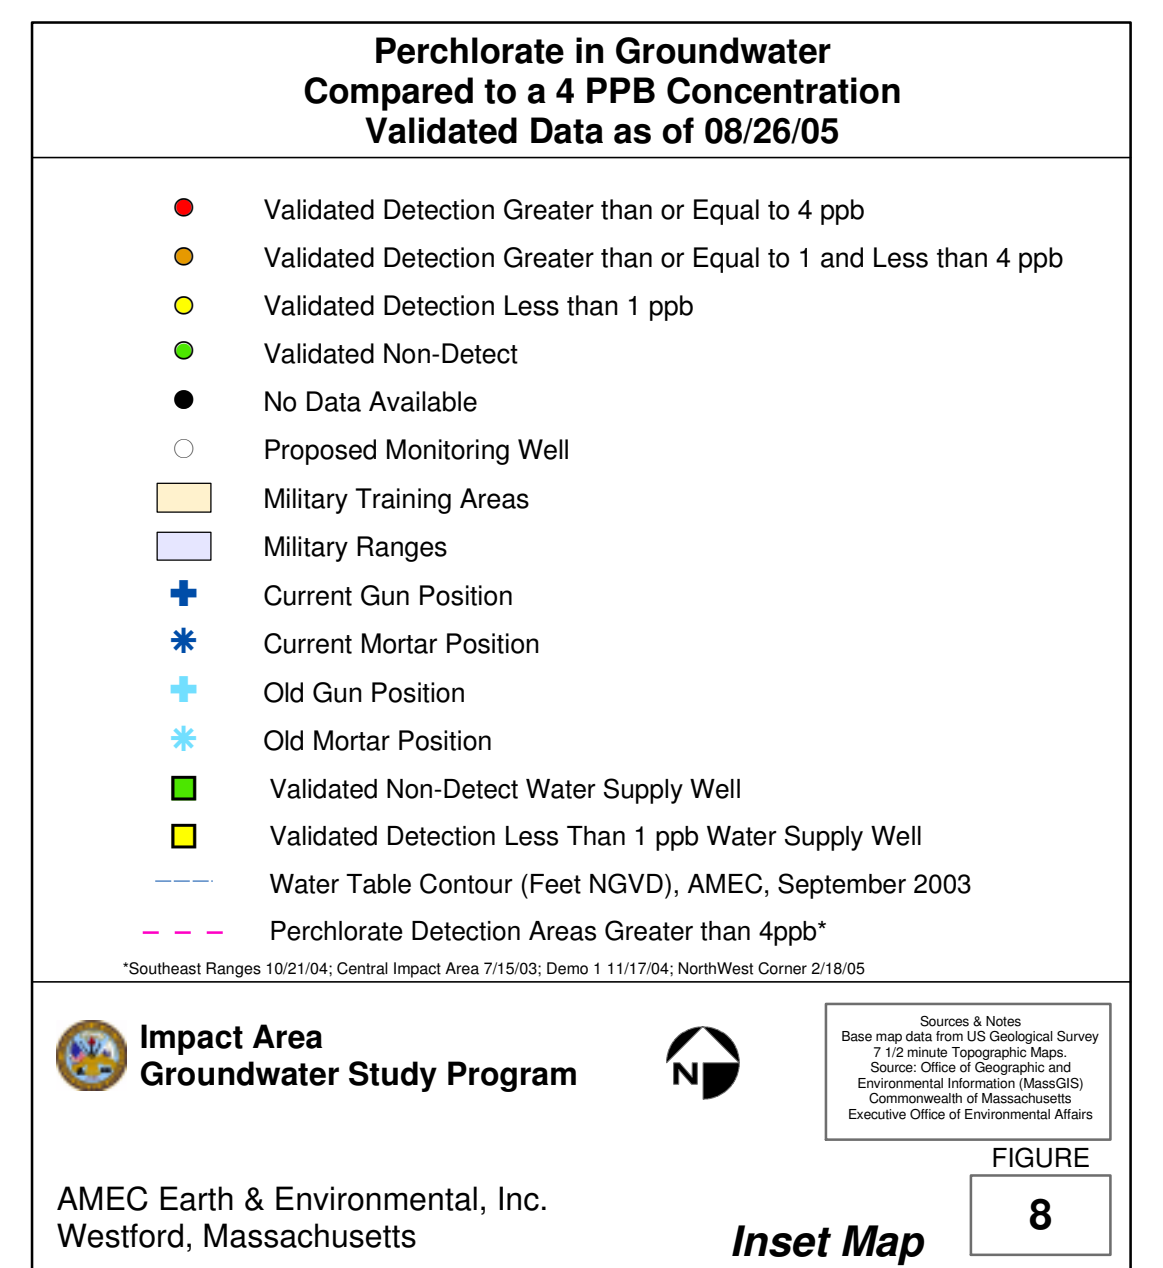 Perchlorate in Groundwater
Compared to a 4 PPB Concentration
Validated Data as of 08/26/05
Validated Detection Greater than or Equal to 4 ppb
Validated Detection Greater than or Equal to 1 and Less than 4 ppb
Validated Detection Less than 1 ppb
Validated Non-Detect
No Data Available
Proposed Monitoring Well
Military Training Areas
Military Ranges
Current Gun Position
Current Mortar Position
Old Gun Position
Old Mortar Position
Validated Non-Detect Water Supply Well
Validated Detection Less Than 1 ppb Water Supply Well
Water Table Contour (Feet NGVD), AMEC, September 2003
Perchlorate Detection Areas Greater than 4ppb*
*Southeast Ranges 10/21/04; Central Impact Area 7/15/03; Demo 1 11/17/04; NorthWest Corner 2/18/05
Impact Area
Groundwater Study Program
N
Sources & Notes
Base map data from US Geological Survey
7 1/2 minute Topographic Maps.
Source: Office of Geographic and
Environmental Information (MassGIS)
Commonwealth of Massachusetts
Executive Office of Environmental Affairs
AMEC Earth & Environmental, Inc.
Westford, Massachusetts
Inset Map
FIGURE
8